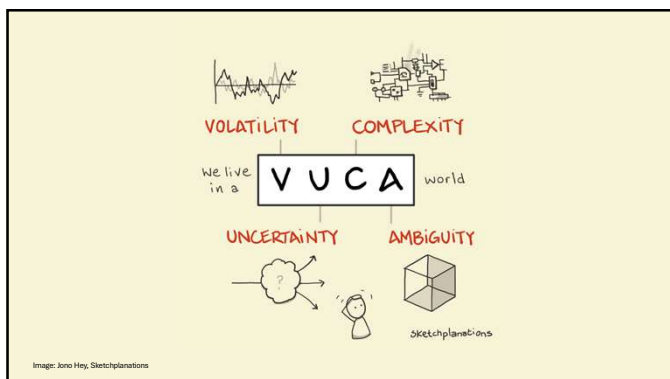 VOLATILITY COMPLEXITY
We live
in a
VUCA
world
UNCERTAINTY AMBIGUITY
?
sketchplanations
Image: Jono Hey, Sketchplanations